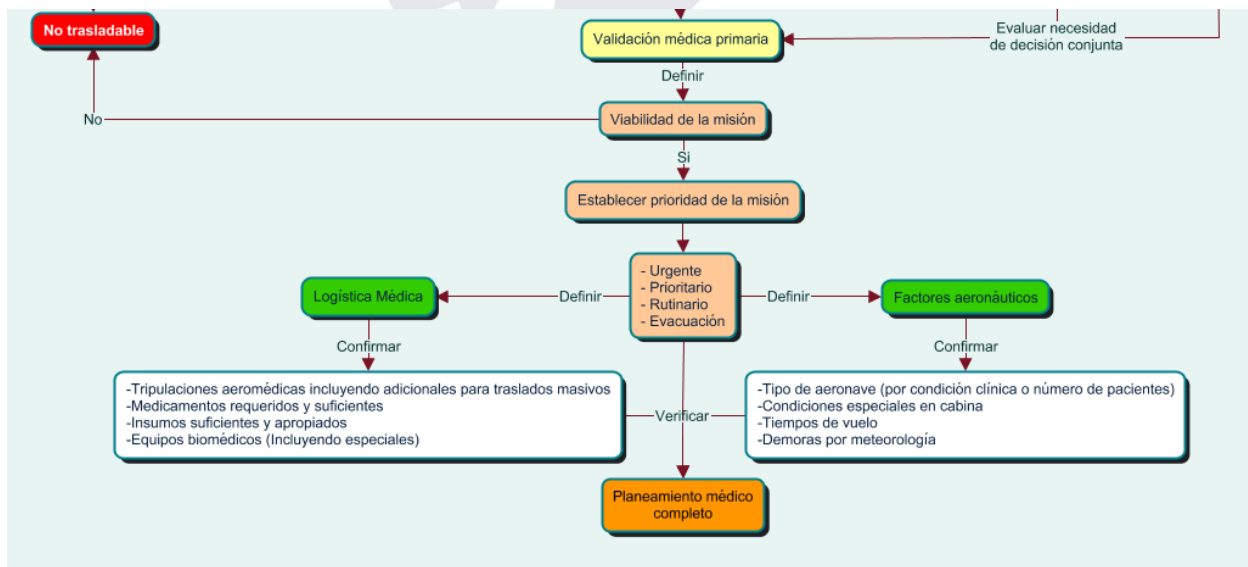 No trasladable
Validación médica primaria
Evaluar necesidad
de decisión conjunta
Definir
No
Viabilidad de la misión
Si
Establecer prioridad de la misión
- Urgente
- Prioritario
- Rutinario
- Evacuación
Logística Médica
Definir
Definir
Factores aeronáuticos
Confirmar
Confirmar
-Tripulaciones aeromédicas incluyendo adicionales para traslados masivos
-Medicamentos requeridos y suficientes
-Insumos suficientes y apropiados
-Equipos biomédicos (Incluyendo especiales)
Verificar
-Tipo de aeronave (por condición clínica o número de pacientes)
-Condiciones especiales en cabina
-Tiempos de vuelo
-Demoras por meteorología
Planeamiento médico
completo